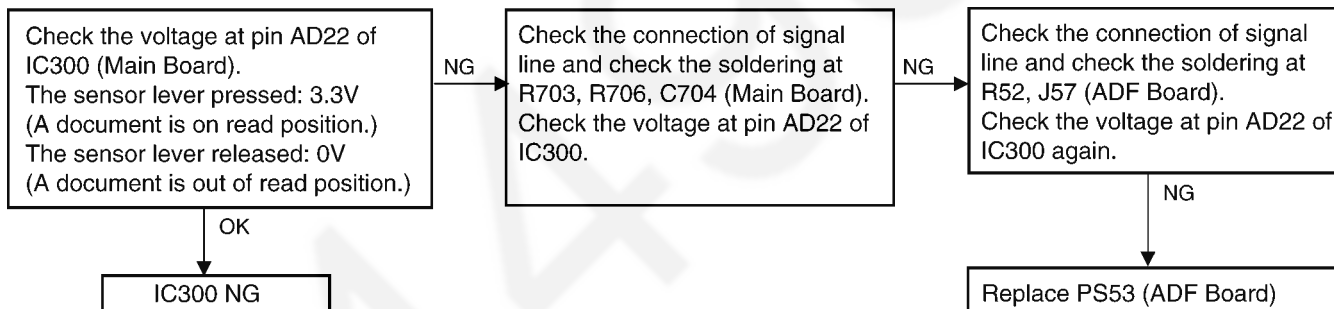 Check the voltage at pin AD22 of
IC300 (Main Board).
The sensor lever pressed: 3.3V
(A document is on read position.)
The sensor lever released: 0V
(A document is out of read position.)
NG
Check the connection of signal
line and check the soldering at
R703, R706, C704 (Main Board).
Check the voltage at pin AD22 of
IC300.
NG
Check the connection of signal
line and check the soldering at
R52, J57 (ADF Board).
Check the voltage at pin AD22 of
IC300 again.
OK
NG
IC300 NG
Replace PS53 (ADF Board)